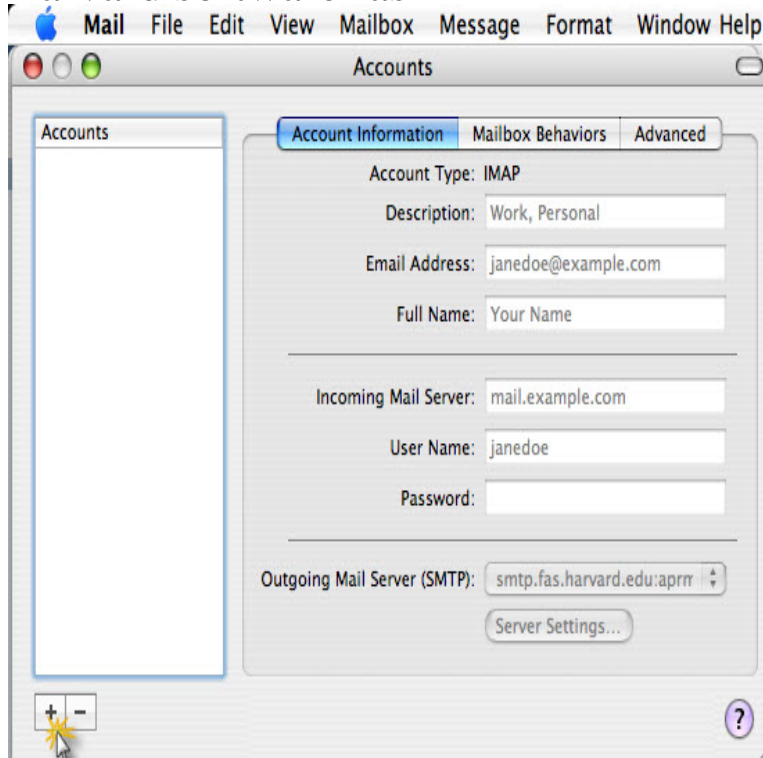 Mail File Edit View Mailbox Message Format Window Help
Accounts
Accounts
Account Information Mailbox Behaviors Advanced
Account Type: IMAP
Description: Work, Personal
Email Address: janedoe@example.com
Full Name: Your Name
Incoming Mail Server: mail.example.com
User Name: janedoe
Password:
Outgoing Mail Server (SMTP): smtp.fas.harvard.edu:
Server Settings...
+ -
?